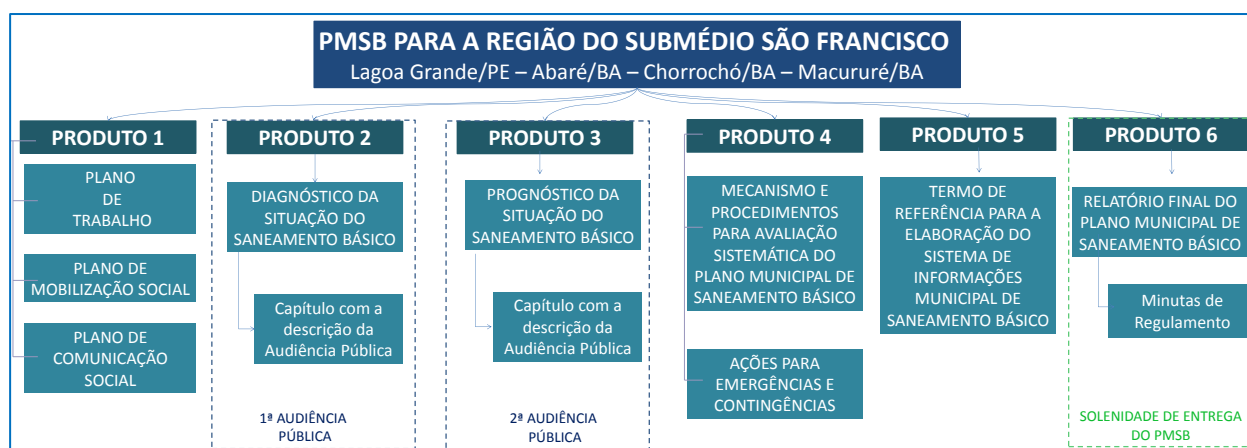 PMSB PARA A REGIÃO DO SUBMÉDIO SÃO FRANCISCO
Lagoa Grande/PE – Abaré/BA – Chorrochó/BA – Macururé/BA
PRODUTO 1
PLANO
DE
TRABALHO
PLANO DE
MOBILIZAÇÃO SOCIAL
PLANO DE
COMUNICAÇÃO
SOCIAL
PRODUTO 2
DIAGNÓSTICO DA
SITUAÇÃO DO
SANEAMENTO BÁSICO
Capítulo com a
descrição da
Audiência Pública
1ª AUDIÊNCIA
PÚBLICA
PRODUTO 3
PROGNÓSTICO DA
SITUAÇÃO DO
SANEAMENTO BÁSICO
Capítulo com a
descrição da
Audiência Pública
2ª AUDIÊNCIA
PÚBLICA
PRODUTO 4
MECANISMO E
PROCEDIMENTOS
PARA AVALIAÇÃO
SISTEMÁTICA DO
PLANO MUNICIPAL DE
SANEAMENTO BÁSICO
AÇÕES PARA
EMERGÊNCIAS E
CONTINGÊNCIAS
PRODUTO 5
TERMO DE
REFERÊNCIA PARA A
ELABORAÇÃO DO
SISTEMA DE
INFORMAÇÕES
MUNICIPAL DE
SANEAMENTO BÁSICO
PRODUTO 6
RELATÓRIO FINAL DO
PLANO MUNICIPAL DE
SANEAMENTO BÁSICO
Minutas de
Regulamento
SOLENIDADE DE ENTREGA
DO PMSB